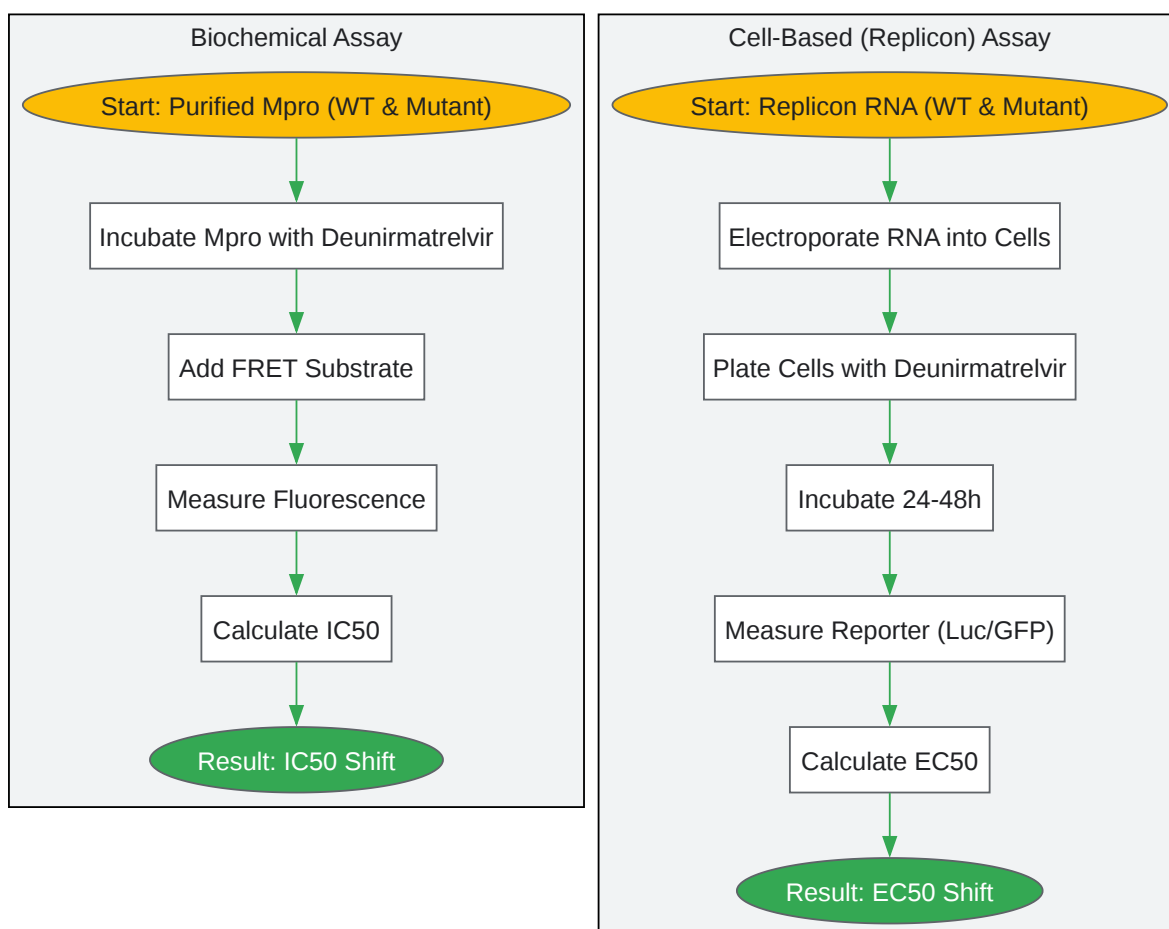 Biochemical Assay
Start: Purified Mpro (WT & Mutant)
Incubate Mpro with Deunirmatrelvir
Add FRET Substrate
Measure Fluorescence
Calculate IC50
Result: IC50 Shift
Cell-Based (Replicon) Assay
Start: Replicon RNA (WT & Mutant)
Electroporate RNA into Cells
Plate Cells with Deunirmatrelvir
Incubate 24-48h
Measure Reporter (Luc/GFP)
Calculate EC50
Result: EC50 Shift